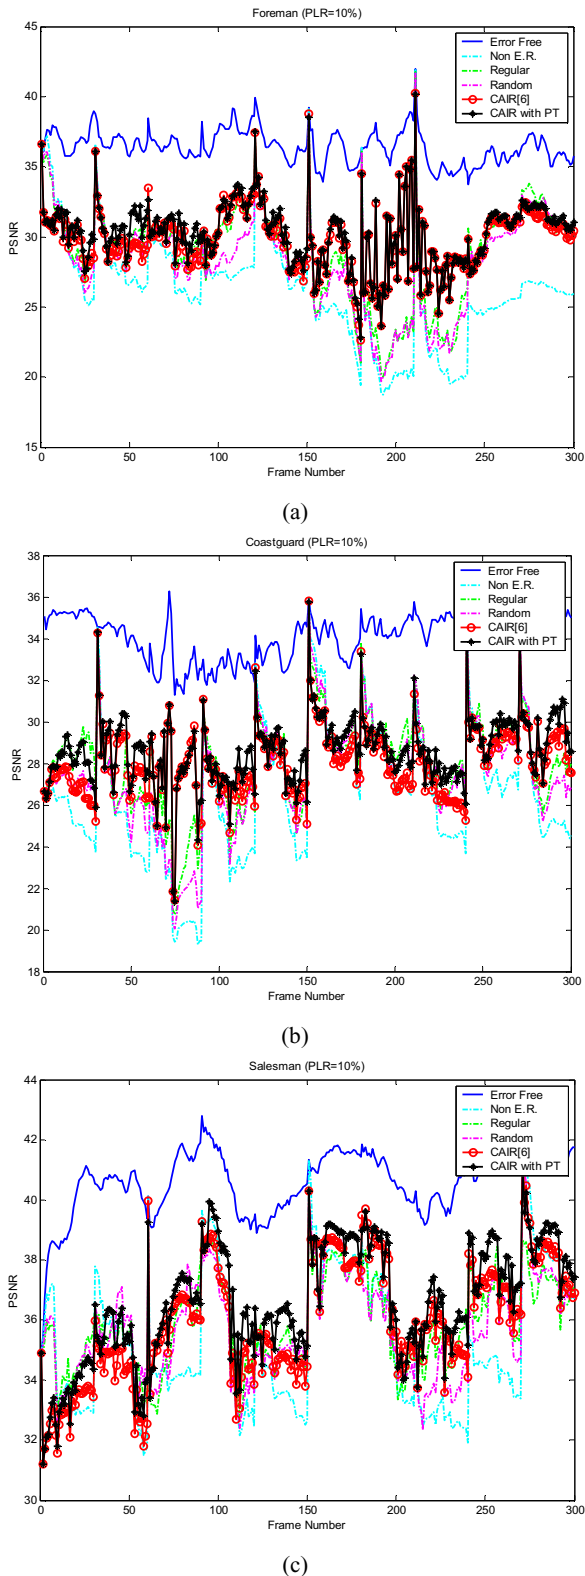 Foreman (PLR=10%)
45
40
35
30
25
20
15
PSNR
Error Free
Non E.R.
Regular
Random
CAIR[6]
CAIR with PT
0 50 100 150 200 250 300
Frame Number
(a)
Coastguard (PLR=10%)
38
36
34
32
30
28
26
24
22
20
18
PSNR
Error Free
Non E.R.
Regular
Random
CAIR[6]
CAIR with PT
0 50 100 150 200 250 300
Frame Number
(b)
Salesman (PLR=10%)
44
42
40
38
36
34
32
30
PSNR
Error Free
Non E.R.
Regular
Random
CAIR[6]
CAIR with PT
0 50 100 150 200 250 300
Frame Number
(c)